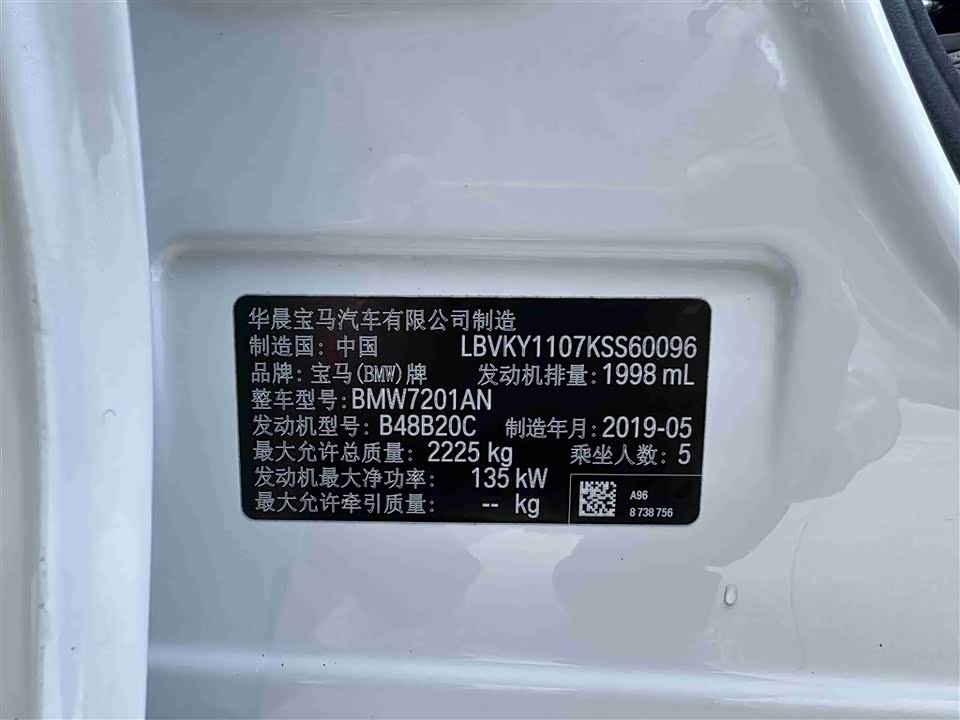 华晨宝马汽车有限公司制造
制造国: 中国 LBVKY1107KSS60096
品牌: 宝马(BMW)牌 发动机排量: 1998 mL
整车型号: BMW7201AN
发动机型号: B48B20C 制造年月: 2019-05
最大允许总质量: 2225 kg 乘坐人数: 5
发动机最大净功率: 135 kW
最大允许牵引质量: -- kg
A96
8 738 756